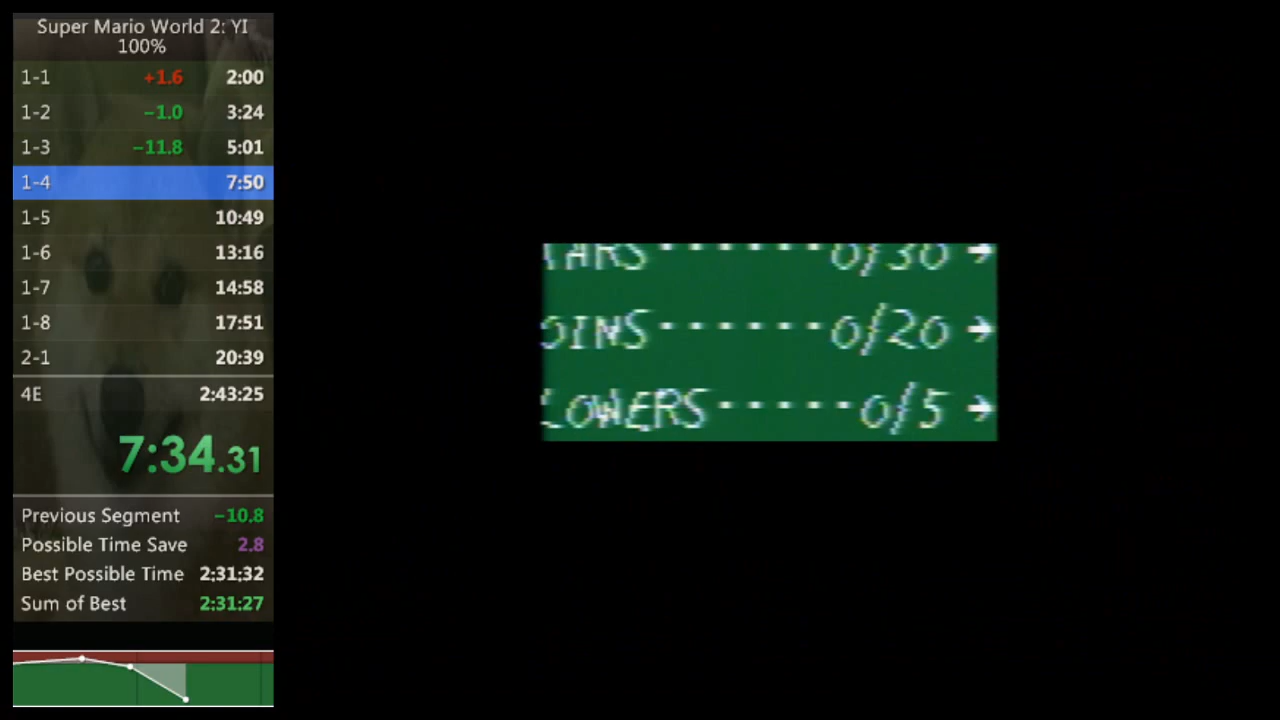 Super Mario World 2: YI
100%
1-1 +1.6 2:00
1-2 −1.0 3:24
1-3 −11.8 5:01
1-4 7:50
1-5 10:49
1-6 13:16
1-7 14:58
1-8 17:51
2-1 20:39
4E 2:43:25
7:34.31
Previous Segment −10.8
Possible Time Save 2.8
Best Possible Time 2:31:32
Sum of Best 2:31:27
TARS ······ 0/30 →
OINS ······ 0/20 →
LOWERS ····· 0/5 →